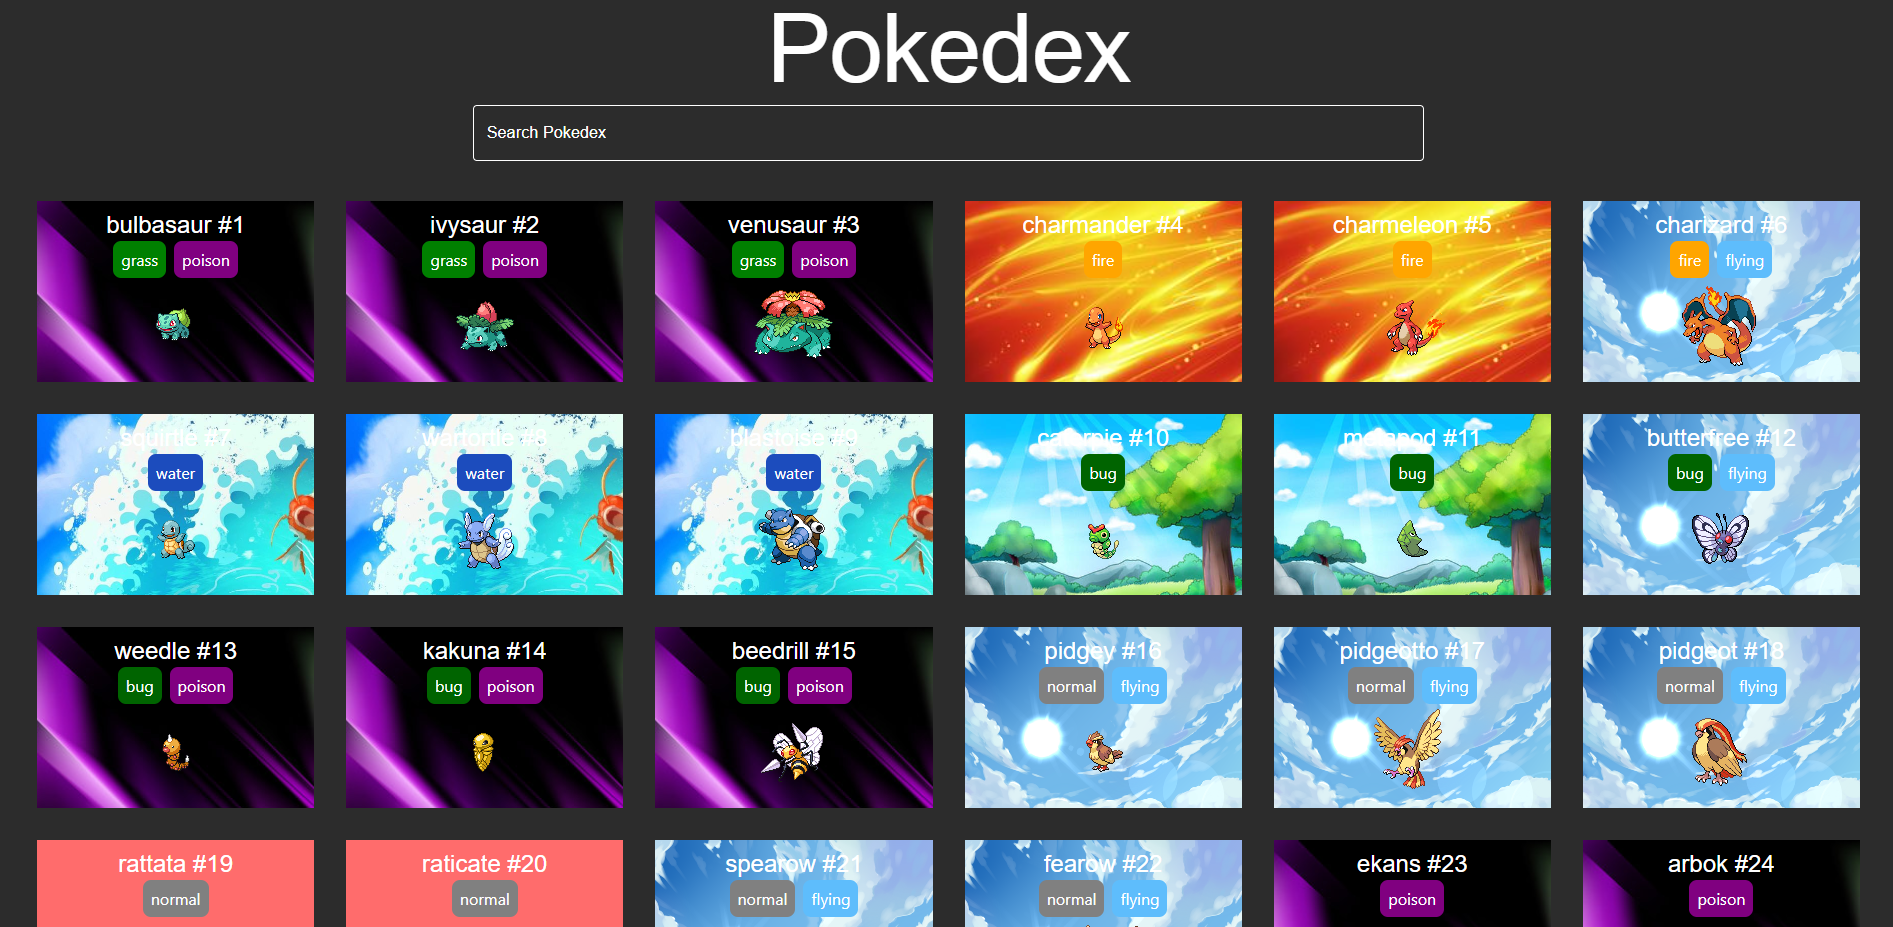 Pokedex
Search Pokedex
bulbasaur #1
grass poison
ivysaur #2
grass poison
venusaur #3
grass poison
charmander #4
fire
charmeleon #5
fire
charizard #6
fire flying
squirtle #7
water
wartortle #8
water
blastoise #9
water
caterpie #10
bug
metapod #11
bug
butterfree #12
bug flying
weedle #13
bug poison
kakuna #14
bug poison
beedrill #15
bug poison
pidgey #16
normal flying
pidgeotto #17
normal flying
pidgeot #18
normal flying
rattata #19
normal
raticate #20
normal
spearow #21
normal flying
fearow #22
normal flying
ekans #23
poison
arbok #24
poison